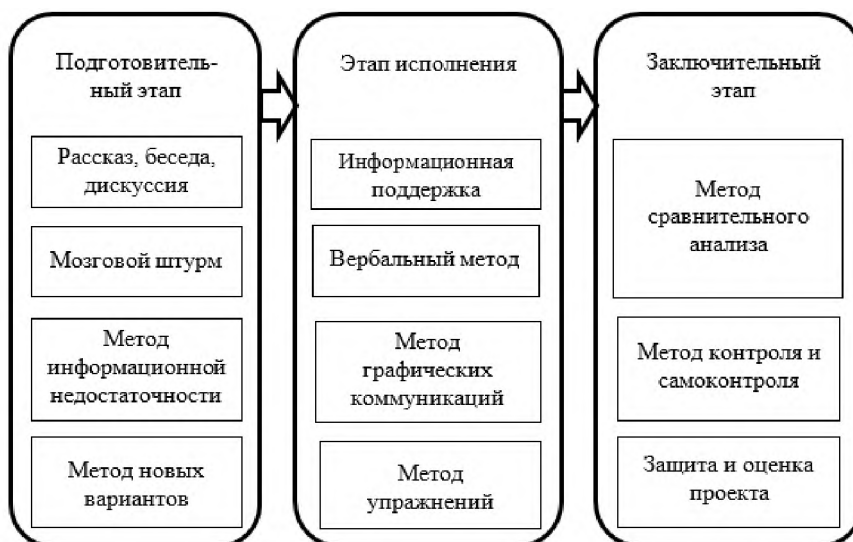 Подготовитель-
ный этап
Рассказ, беседа,
дискуссия
Мозговой штурм
Метод
информационной
недостаточности
Метод новых
вариантов
Этап исполнения
Информационная
поддержка
Вербальный метод
Метод
графических
коммуникаций
Метод
упражнений
Заключительный
этап
Метод
сравнительного
анализа
Метод контроля и
самоконтроля
Защита и оценка
проекта